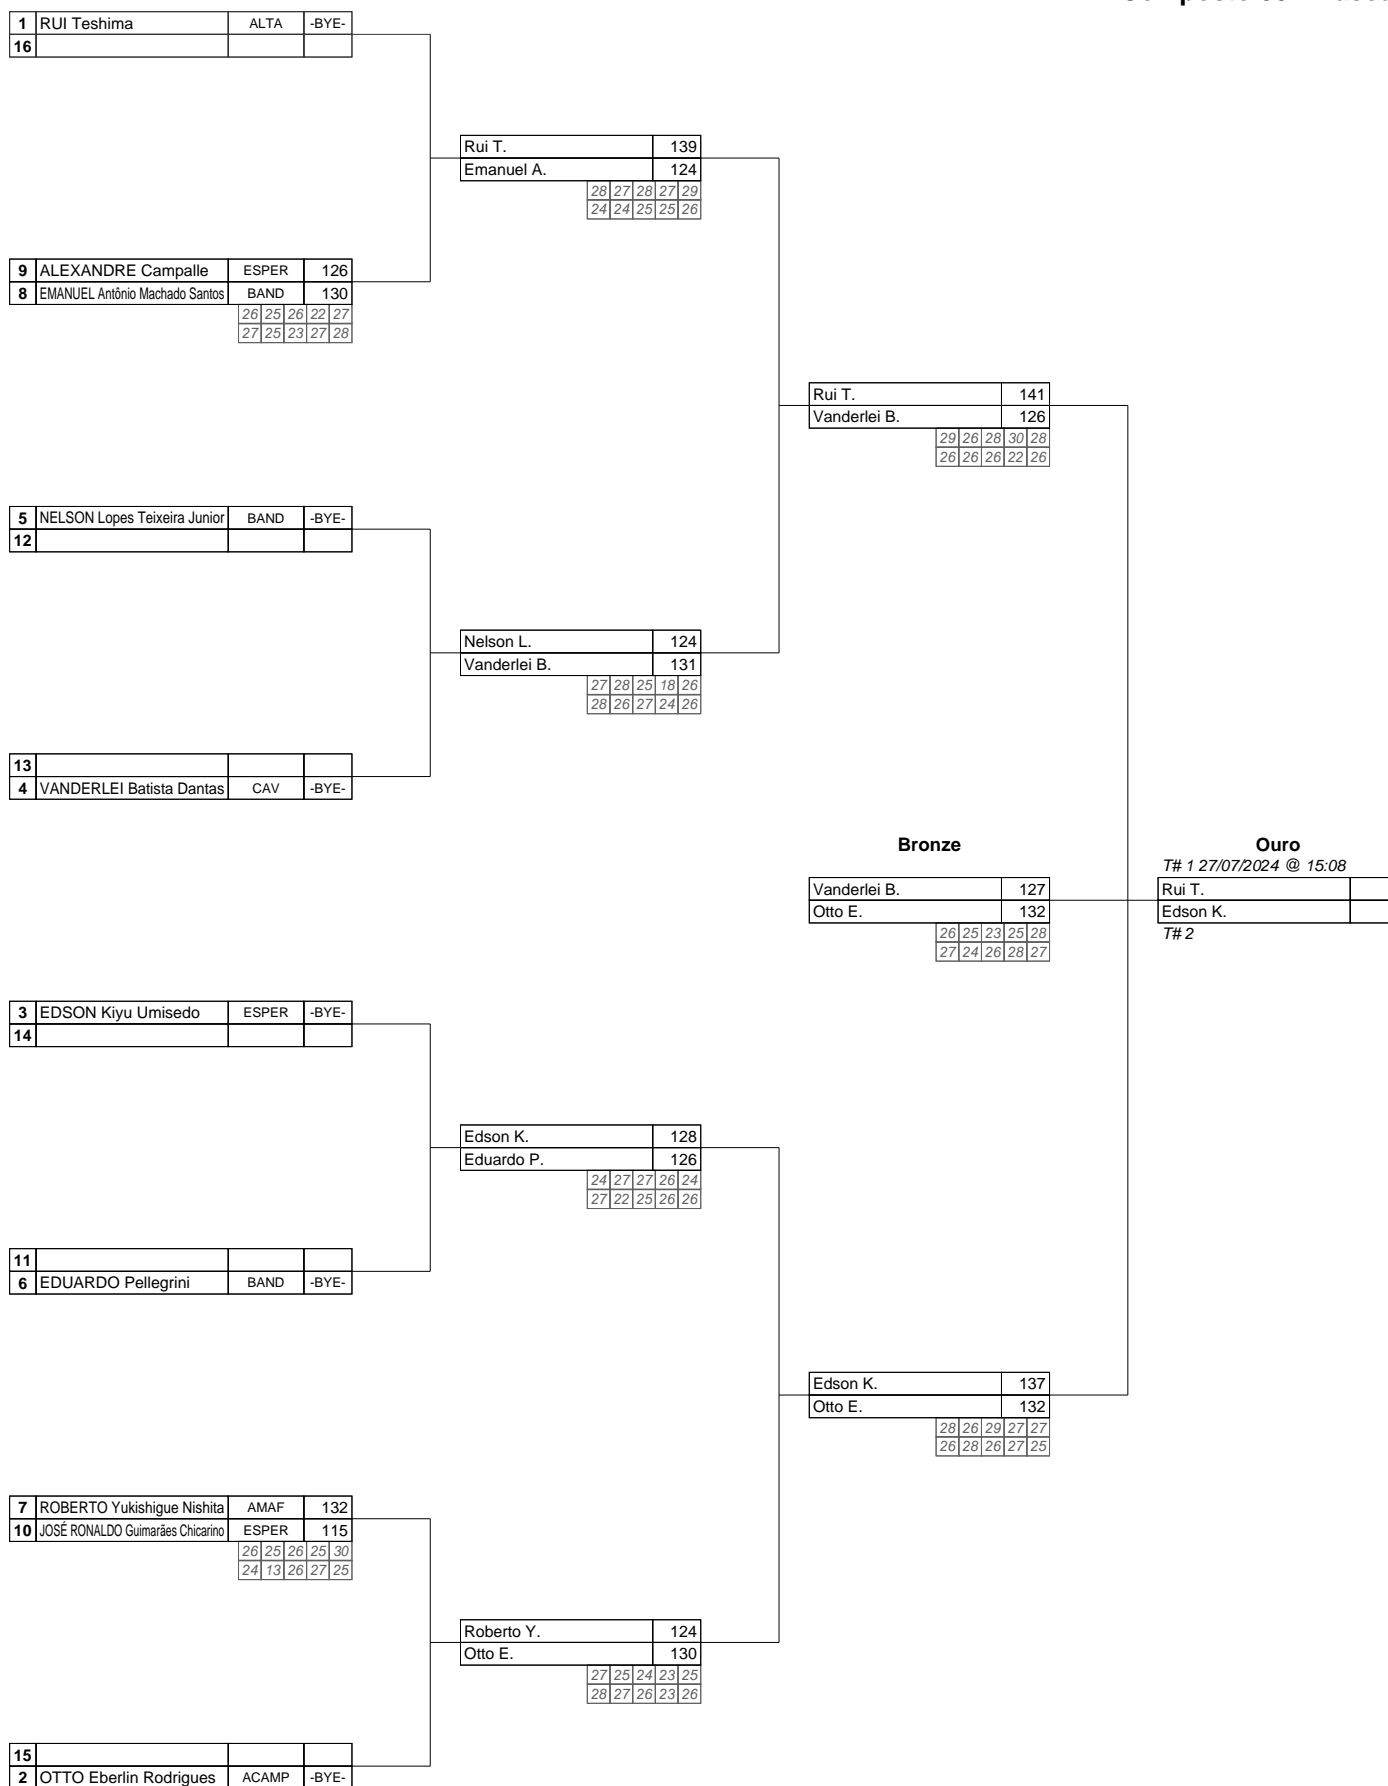 1 RUI Teshima ALTA -BYE-
16
Rui T. 139
Emanuel A. 124
28 27 28 27 29
24 24 25 25 26
9 ALEXANDRE Campalle ESPER 126
8 EMANUEL Antônio Machado Santos BAND 130
26 25 26 22 27
27 25 23 27 28
Rui T. 141
Vanderlei B. 126
29 26 28 30 28
26 26 26 22 26
5 NELSON Lopes Teixeira Junior BAND -BYE-
12
Nelson L. 124
Vanderlei B. 131
27 28 25 18 26
28 26 27 24 26
13
4 VANDERLEI Batista Dantas CAV -BYE-
Bronze
Vanderlei B. 127
Otto E. 132
26 25 23 25 28
27 24 26 28 27
Ouro
T# 1 27/07/2024 @ 15:08
Rui T.
Edson K.
T# 2
3 EDSON Kiyu Umisedo ESPER -BYE-
14
Edson K. 128
Eduardo P. 126
24 27 27 26 24
27 22 25 26 26
11
6 EDUARDO Pellegrini BAND -BYE-
Edson K. 137
Otto E. 132
28 26 29 27 27
26 28 26 27 25
7 ROBERTO Yukishigue Nishita AMAF 132
10 JOSÉ RONALDO Guimarães Chicarino ESPER 115
26 25 26 25 30
24 13 26 27 25
Roberto Y. 124
Otto E. 130
27 25 24 23 25
28 27 26 23 26
15
2 OTTO Eberlin Rodrigues ACAMP -BYE-